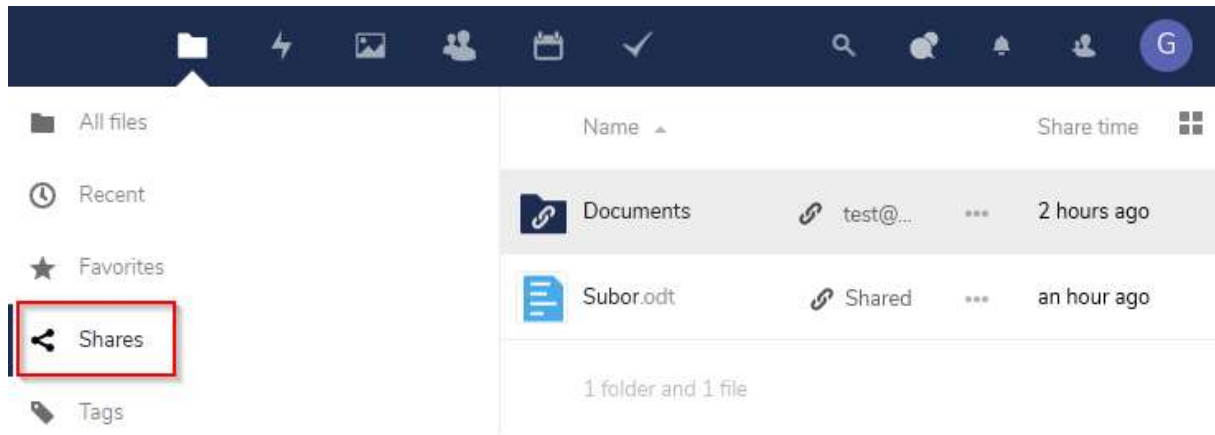 G
All files
Recent
Favorites
Shares
Tags
Name
Share time
Documents
test@...
2 hours ago
Subor.odt
Shared
an hour ago
1 folder and 1 file